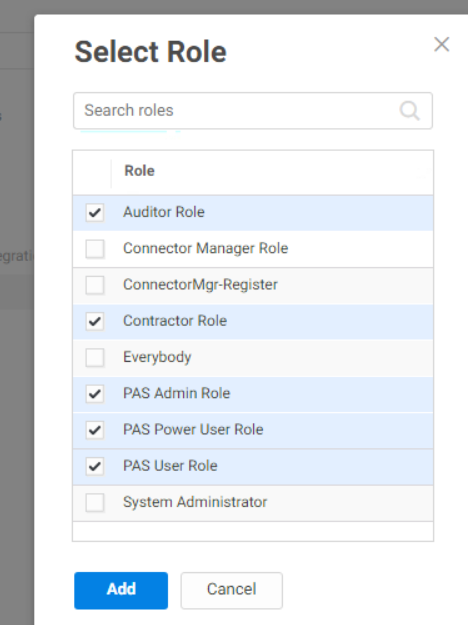 Select Role
Search roles
Role
Auditor Role
Connector Manager Role
egrati
ConnectorMgr-Register
Contractor Role
Everybody
PAS Admin Role
PAS Power User Role
PAS User Role
System Administrator
Add Cancel